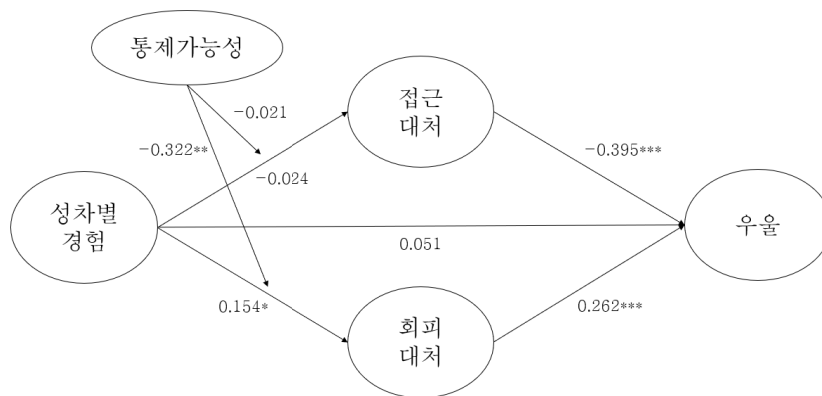 통제가능성
접근
대처
-0.021
-0.322**
-0.395***
-0.024
성차별
경험
우울
0.051
0.154*
0.262***
회피
대처